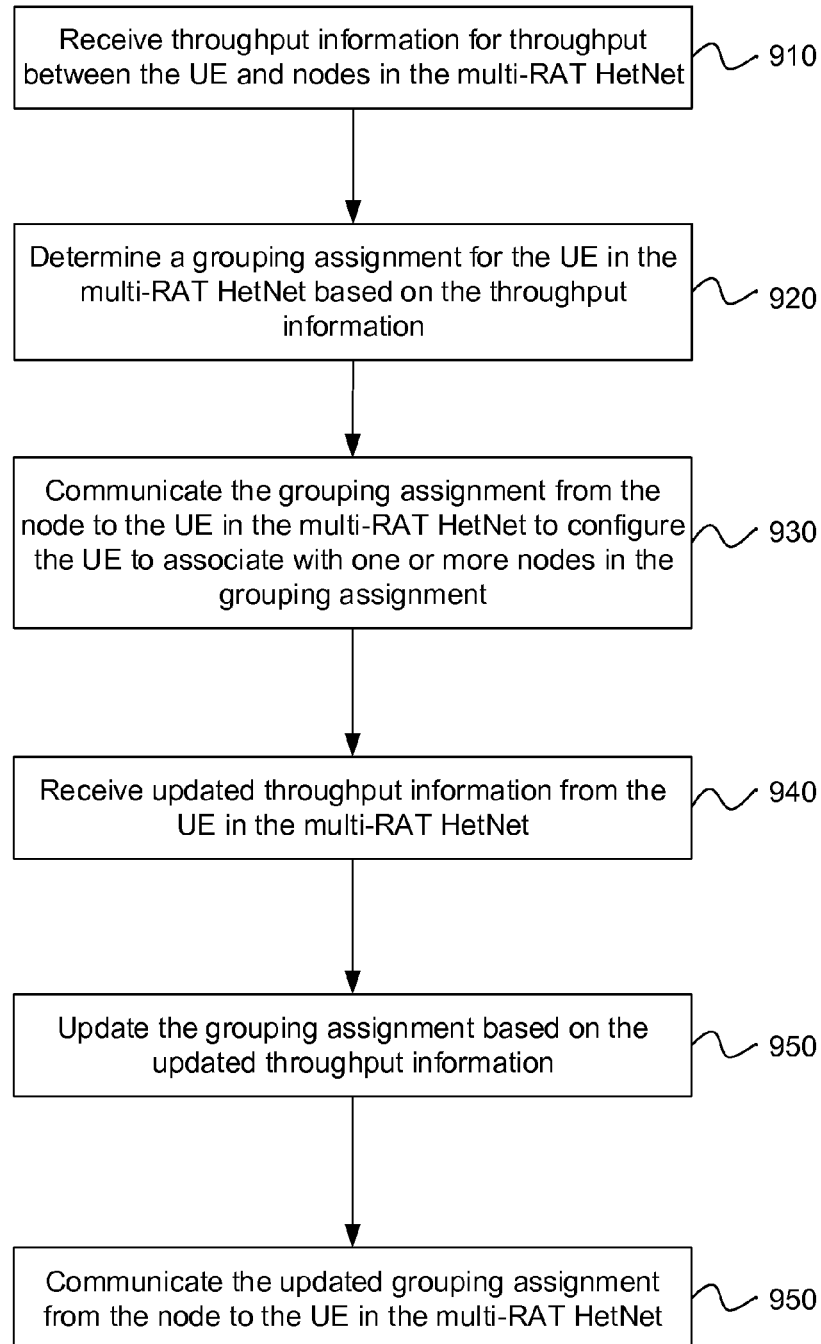 Receive throughput information for throughput
between the UE and nodes in the multi-RAT HetNet
910
Determine a grouping assignment for the UE in the
multi-RAT HetNet based on the throughput
information
920
Communicate the grouping assignment from the
node to the UE in the multi-RAT HetNet to configure
the UE to associate with one or more nodes in the
grouping assignment
930
Receive updated throughput information from the
UE in the multi-RAT HetNet
940
Update the grouping assignment based on the
updated throughput information
950
Communicate the updated grouping assignment
from the node to the UE in the multi-RAT HetNet
950